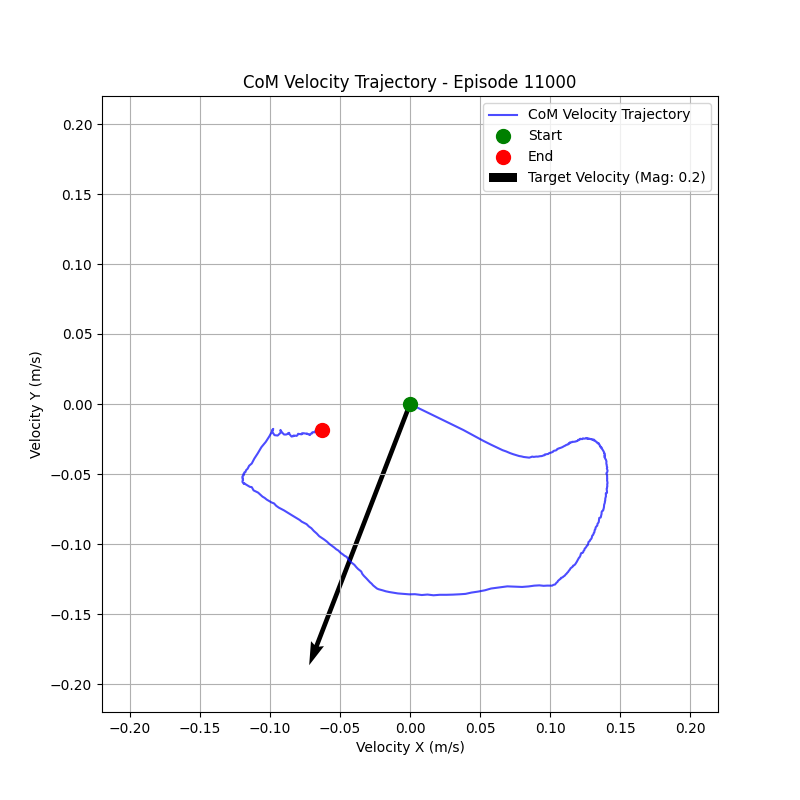 CoM Velocity Trajectory - Episode 11000
CoM Velocity Trajectory
Start
End
Target Velocity (Mag: 0.2)
0.20
0.15
0.10
0.05
0.00
−0.05
−0.10
−0.15
−0.20
Velocity Y (m/s)
−0.20 −0.15 −0.10 −0.05 0.00 0.05 0.10 0.15 0.20
Velocity X (m/s)